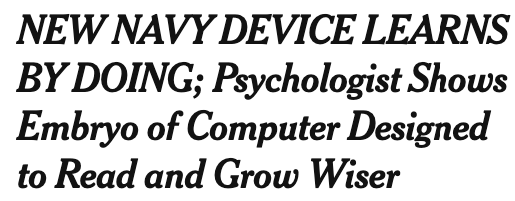 NEW NAVY DEVICE LEARNS
BY DOING; Psychologist Shows
Embryo of Computer Designed
to Read and Grow Wiser